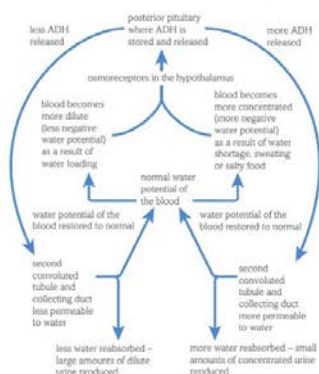 less ADH
released
posterior pituitary
where ADH is
stored and released
more ADH
released
osmoreceptors in the hypothalamus
blood becomes
more dilute
(less negative
water potential)
as a result of
water loading
blood becomes
more concentrated
(more negative
water potential)
as a result of water
shortage, sweating
or salty food
normal water
potential of
the blood
water potential of the
blood restored to normal
water potential of the
blood restored to normal
second
convoluted
tubule and
collecting duct
less permeable
to water
second
convoluted
tubule and
collecting duct
more permeable
to water
less water reabsorbed –
large amounts of dilute
urine produced
more water reabsorbed – small
amounts of concentrated urine
produced